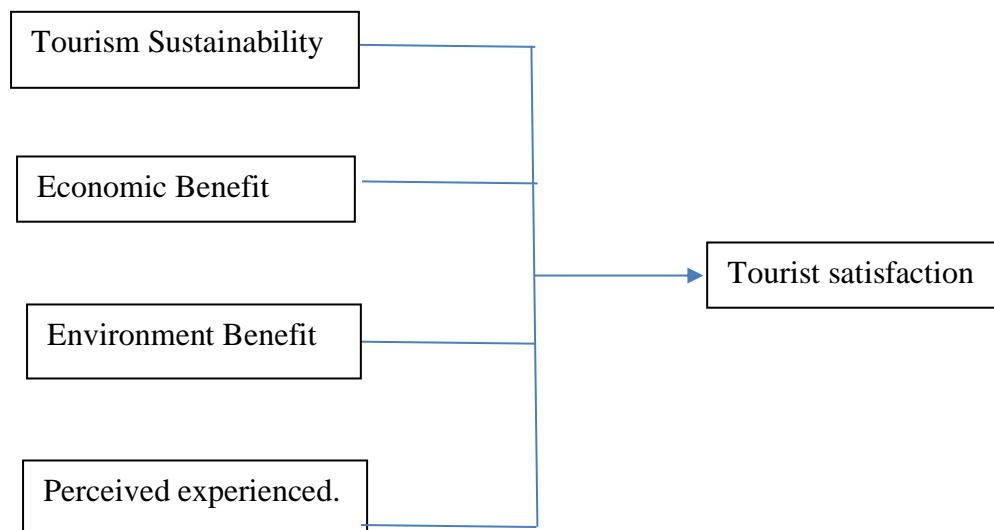 Tourism Sustainability
Economic Benefit
Tourist satisfaction
Environment Benefit
Perceived experienced.